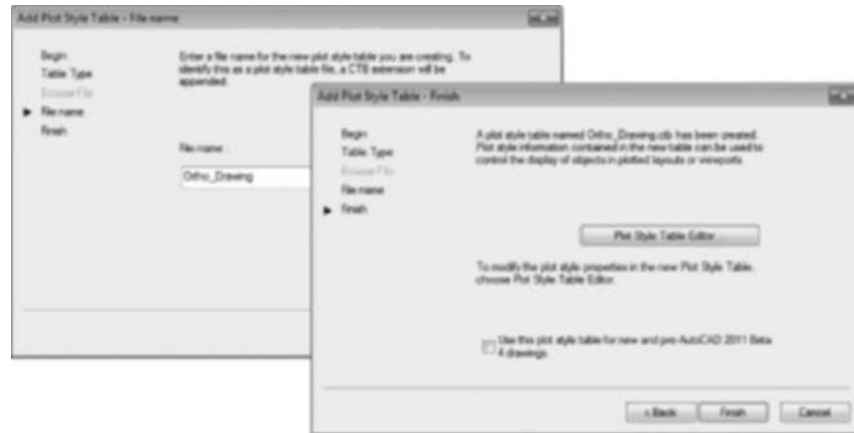 Add Plot Style Table - File name
Begin
Table Type
Browse File
File name
Finish
Enter a file name for the new plot style table you are creating. To
identify this as a plot style table file, a CTB extension will be
appended.
File name :
Ortho_Drawing
Add Plot Style Table - Finish
Begin
Table Type
Browse File
File name
Finish
A plot style table named Ortho_Drawing.ctb has been created.
Plot style information contained in the new table can be used to
control the display of objects in plotted layouts or viewports.
Plot Style Table Editor...
To modify the plot style properties in the new Plot Style Table,
choose Plot Style Table Editor.
Use this plot style table for new and pre-AutoCAD 2011 Beta
4 drawings.
< Back
Finish
Cancel